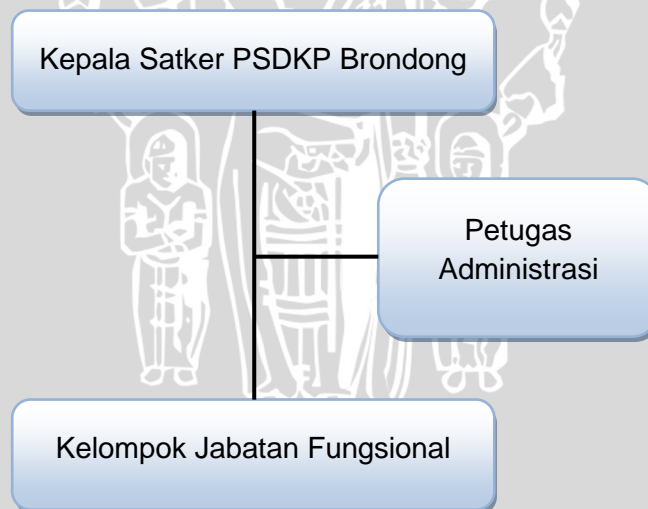 Kepala Satker PSDKP Brondong
Petugas
Administrasi
Kelompok Jabatan Fungsional